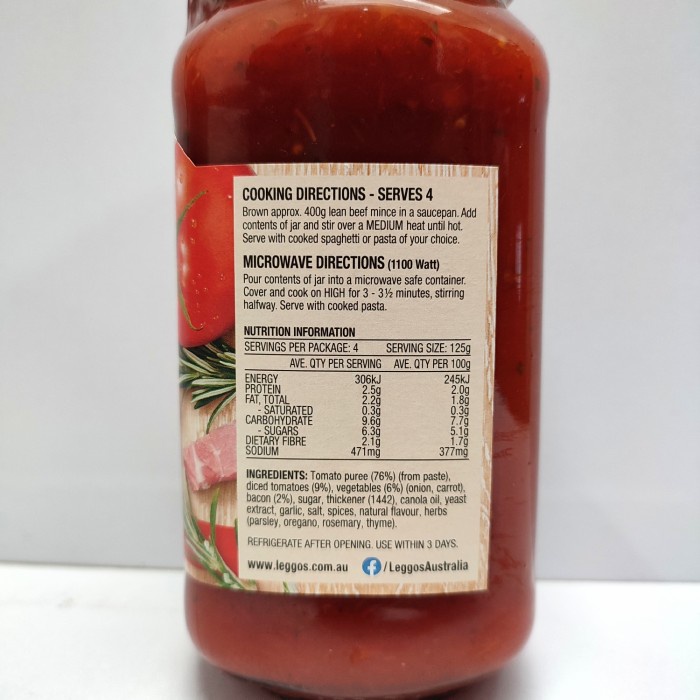 COOKING DIRECTIONS - SERVES 4
Brown approx. 400g lean beef mince in a saucepan. Add
contents of jar and stir over a MEDIUM heat until hot.
Serve with cooked spaghetti or pasta of your choice.
MICROWAVE DIRECTIONS (1100 Watt)
Pour contents of jar into a microwave safe container.
Cover and cook on HIGH for 3 - 3½ minutes, stirring
halfway. Serve with cooked pasta.
NUTRITION INFORMATION
SERVINGS PER PACKAGE: 4 SERVING SIZE: 125g
AVE. QTY PER SERVING AVE. QTY PER 100g
ENERGY 306kJ 245kJ
PROTEIN 2.5g 2.0g
FAT, TOTAL 2.2g 1.8g
- SATURATED 0.3g 0.3g
CARBOHYDRATE 9.6g 7.7g
- SUGARS 6.3g 5.1g
DIETARY FIBRE 2.1g 1.7g
SODIUM 471mg 377mg
INGREDIENTS: Tomato puree (76%) (from paste),
diced tomatoes (9%), vegetables (6%) (onion, carrot),
bacon (2%), sugar, thickener (1442), canola oil, yeast
extract, garlic, salt, spices, natural flavour, herbs
(parsley, oregano, rosemary, thyme).
REFRIGERATE AFTER OPENING. USE WITHIN 3 DAYS.
www.leggos.com.au f/LeggosAustralia